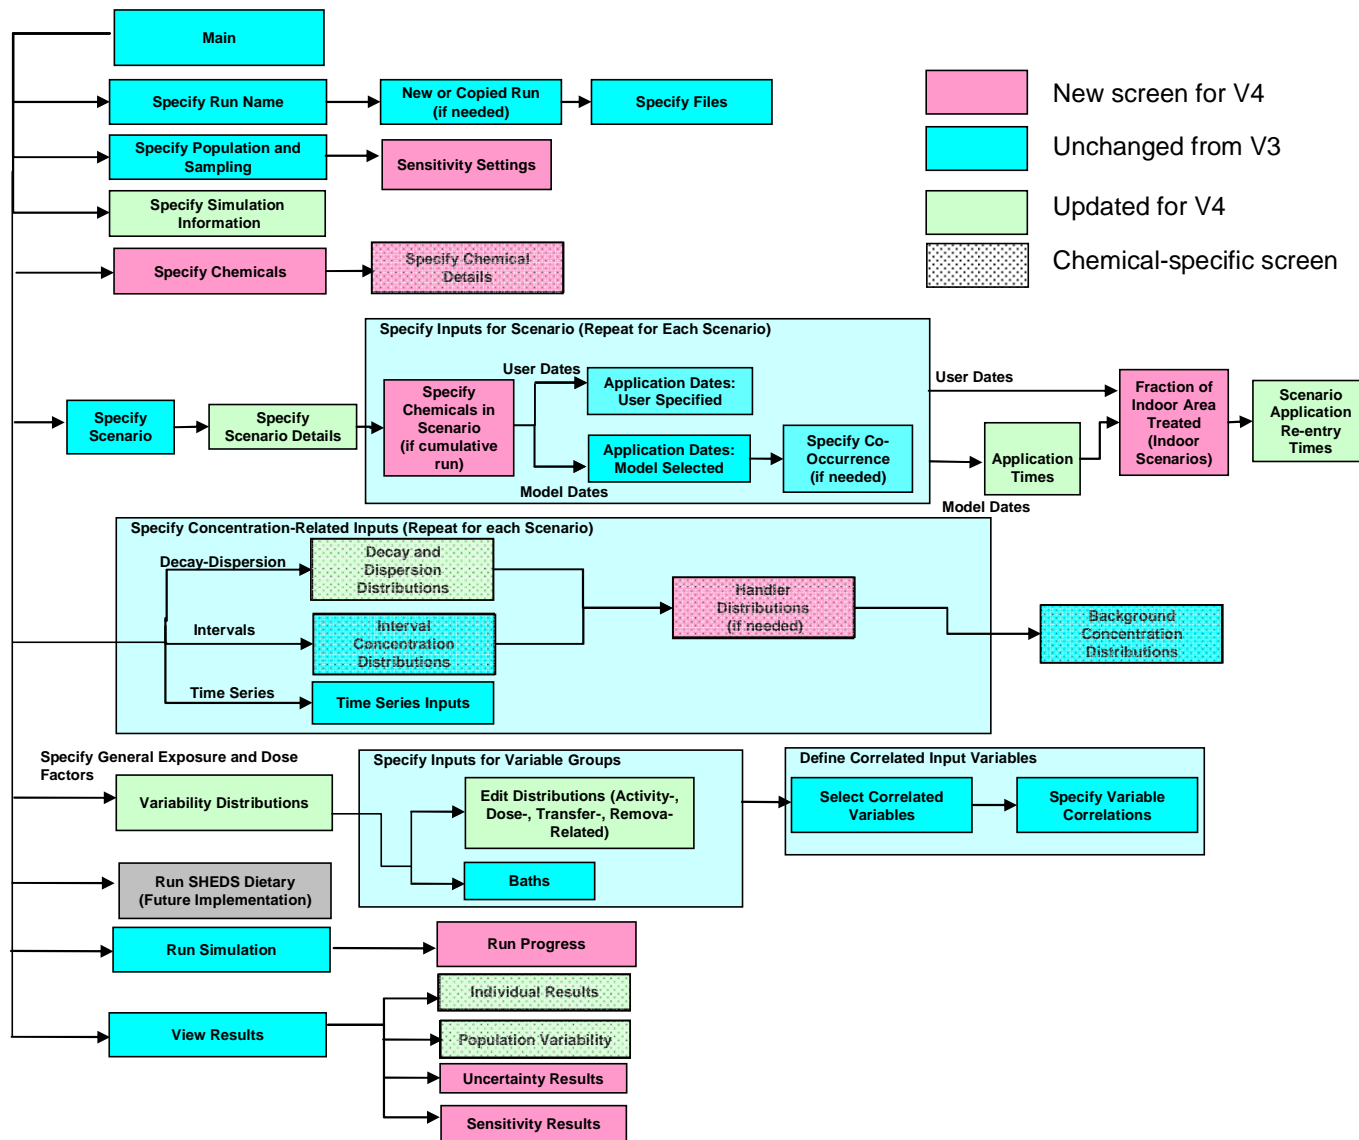 Main
Specify Run Name
New or Copied Run
(if needed)
Specify Files
Specify Population and
Sampling
Sensitivity Settings
Specify Simulation
Information
Specify Chemicals
Specify Chemical
Details
New screen for V4
Unchanged from V3
Updated for V4
Chemical-specific screen
Specify Inputs for Scenario (Repeat for Each Scenario)
User Dates
Specify
Scenario
Specify
Scenario Details
Specify
Chemicals in
Scenario
(if cumulative
run)
Application Dates:
User Specified
Application Dates:
Model Selected
Specify Co-
Occurrence
(if needed)
Model Dates
User Dates
Application
Times
Model Dates
Fraction of
Indoor Area
Treated
(Indoor
Scenarios)
Scenario
Application
Re-entry
Times
Specify Concentration-Related Inputs (Repeat for each Scenario)
Decay-Dispersion
Decay and
Dispersion
Distributions
Intervals
Interval
Concentration
Distributions
Time Series
Time Series Inputs
Handler
Distributions
(if needed)
Background
Concentration
Distributions
Specify General Exposure and Dose
Factors
Variability Distributions
Specify Inputs for Variable Groups
Edit Distributions (Activity-,
Dose-, Transfer-, Remova-
Related)
Baths
Define Correlated Input Variables
Select Correlated
Variables
Specify Variable
Correlations
Run SHEDS Dietary
(Future Implementation)
Run Simulation
Run Progress
View Results
Individual Results
Population Variability
Uncertainty Results
Sensitivity Results